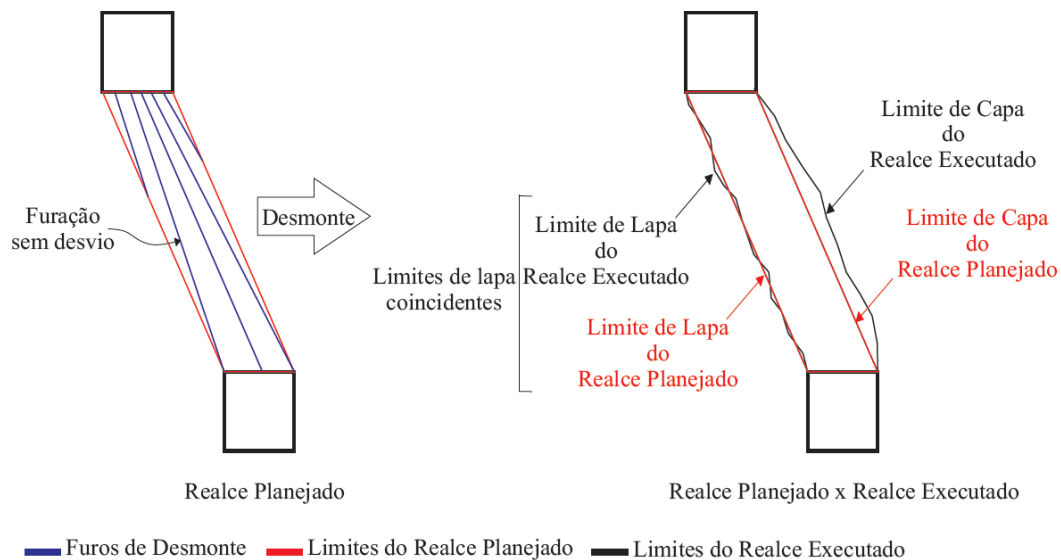 Furação
sem desvio
Desmonte
Limite de Capa
do
Realce Executado
Limite de Lapa
do
Realce Executado
Limites de lapa
coincidentes
Limite de Capa
do
Realce Planejado
Limite de Lapa
do
Realce Planejado
Realce Planejado
Realce Planejado x Realce Executado
Furos de Desmonte
Limites do Realce Planejado
Limites do Realce Executado